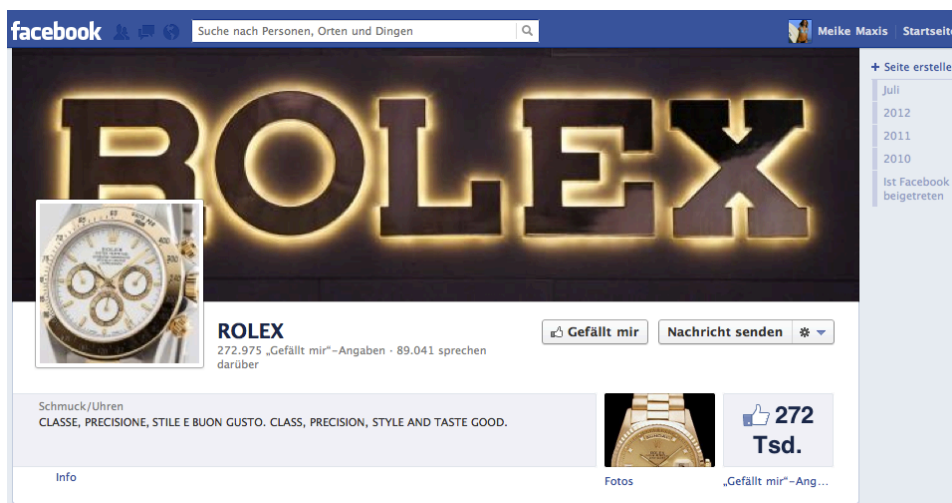 facebook
Suche nach Personen, Orten und Dingen
Meike Maxis
Startseite
ROLEX
+ Seite erstelle
Juli
2012
2011
2010
Ist Facebook
beigetreten
ROLEX
272.975 „Gefällt mir“-Angaben · 89.041 sprechen
darüber
Gefällt mir
Nachricht senden
Schmuck/Uhren
CLASSE, PRECISIONE, STILE E BUON GUSTO. CLASS, PRECISION, STYLE AND TASTE GOOD.
272
Tsd.
Info
Fotos
„Gefällt mir“-Ang...